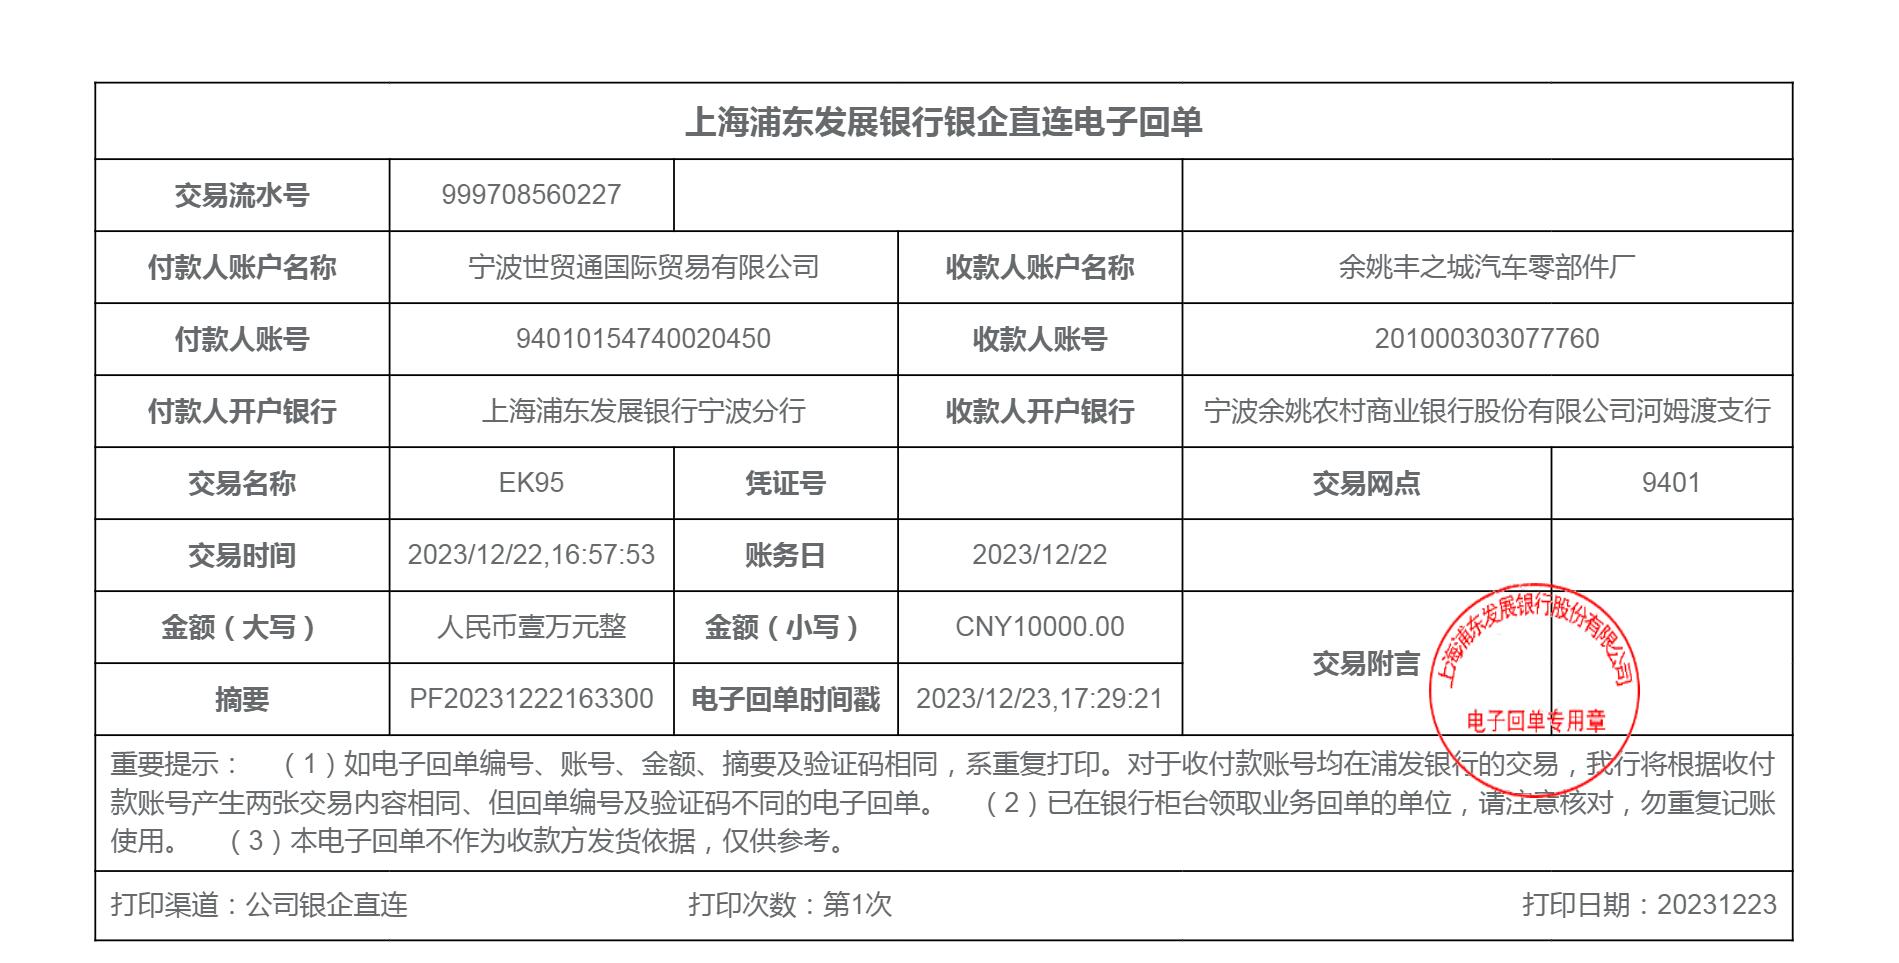 上海浦东发展银行银企直连电子回单
交易流水号 999708560227
付款人账户名称 宁波世贸通国际贸易有限公司 收款人账户名称 余姚丰之城汽车零部件厂
付款人账号 94010154740020450 收款人账号 201000303077760
付款人开户银行 上海浦东发展银行宁波分行 收款人开户银行 宁波余姚农村商业银行股份有限公司河姆渡支行
交易名称 EK95 凭证号 交易网点 9401
交易时间 2023/12/22,16:57:53 账务日 2023/12/22
金额（大写） 人民币壹万元整 金额（小写） CNY10000.00
交易附言
摘要 PF20231222163300 电子回单时间戳 2023/12/23,17:29:21
上海浦东发展银行股份有限公司
电子回单专用章
重要提示： （1）如电子回单编号、账号、金额、摘要及验证码相同，系重复打印。对于收付款账号均在浦发银行的交易，我行将根据收付
款账号产生两张交易内容相同、但回单编号及验证码不同的电子回单。 （2）已在银行柜台领取业务回单的单位，请注意核对，勿重复记账
使用。 （3）本电子回单不作为收款方发货依据，仅供参考。
打印渠道：公司银企直连 打印次数：第1次 打印日期：20231223